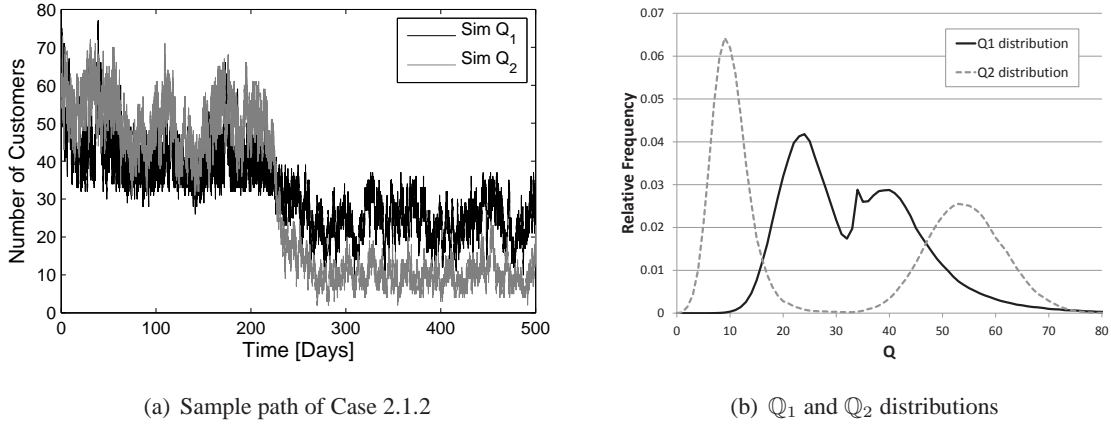 80
70
60
50
40
30
20
10
0
Number of Customers
0 100 200 300 400 500
Time [Days]
Sim Q1
Sim Q2
(a) Sample path of Case 2.1.2
0.07
0.06
0.05
0.04
0.03
0.02
0.01
0
Relative Frequency
0 10 20 30 40 50 60 70 80
Q
Q1 distribution
Q2 distribution
(b) ℚ1 and ℚ2 distributions